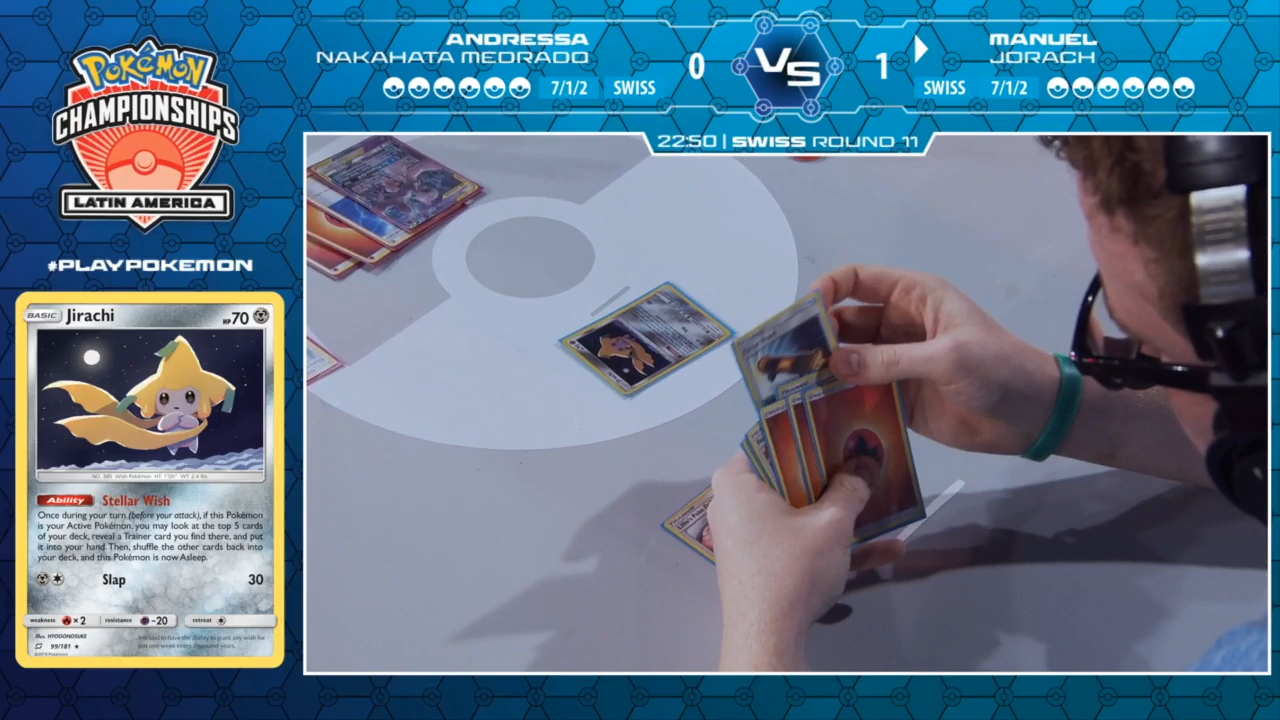 POKÉMON
CHAMPIONSHIPS
LATIN AMERICA
#PLAYPOKEMON
ANDRESSA
NAKAHATA MEDRADO
7/1/2 SWISS
0
VS
1
MANUEL
JORACH
SWISS 7/1/2
22:50 | SWISS ROUND 11
BASIC Jirachi HP70
Ability Stellar Wish
Once during your turn (before your attack), if this Pokémon
is your Active Pokémon, you may look at the top 5 cards
of your deck, reveal a Trainer card you find there, and put
it into your hand. Then, shuffle the other cards back into
your deck, and this Pokémon is now Asleep.
Slap 30
weakness ×2 resistance -20 retreat
Illus. HYOGONOSUKE
99/181